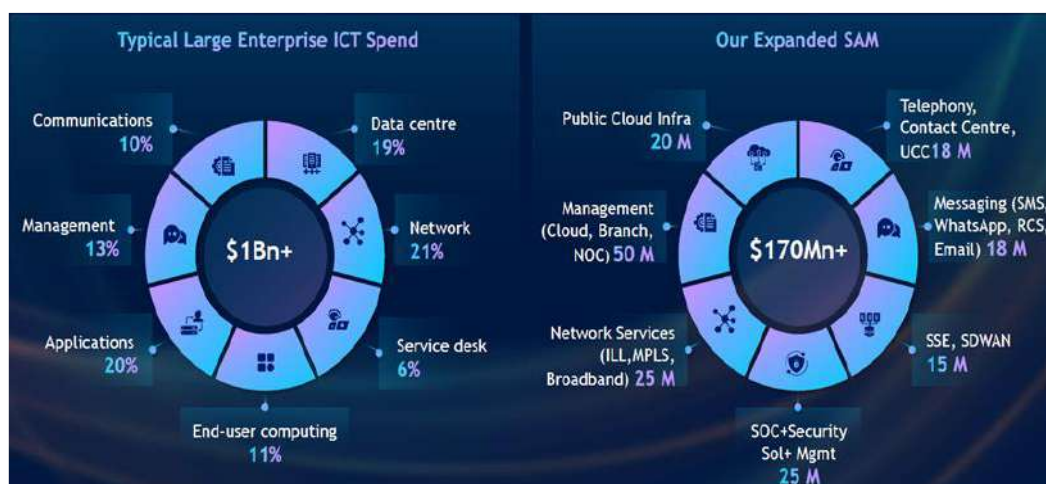 Typical Large Enterprise ICT Spend
Communications
10%
Data centre
19%
Management
13%
$1Bn+
Network
21%
Applications
20%
Service desk
6%
End-user computing
11%
Our Expanded SAM
Public Cloud Infra
20 M
Telephony,
Contact Centre,
UCC18 M
Management
(Cloud, Branch,
NOC) 50 M
$170Mn+
Messaging (SMS,
WhatsApp, RCS,
Email) 18 M
Network Services
(ILL,MPLS,
Broadband) 25 M
SSE, SDWAN
15 M
SOC+Security
Sol+ Mgmt
25 M